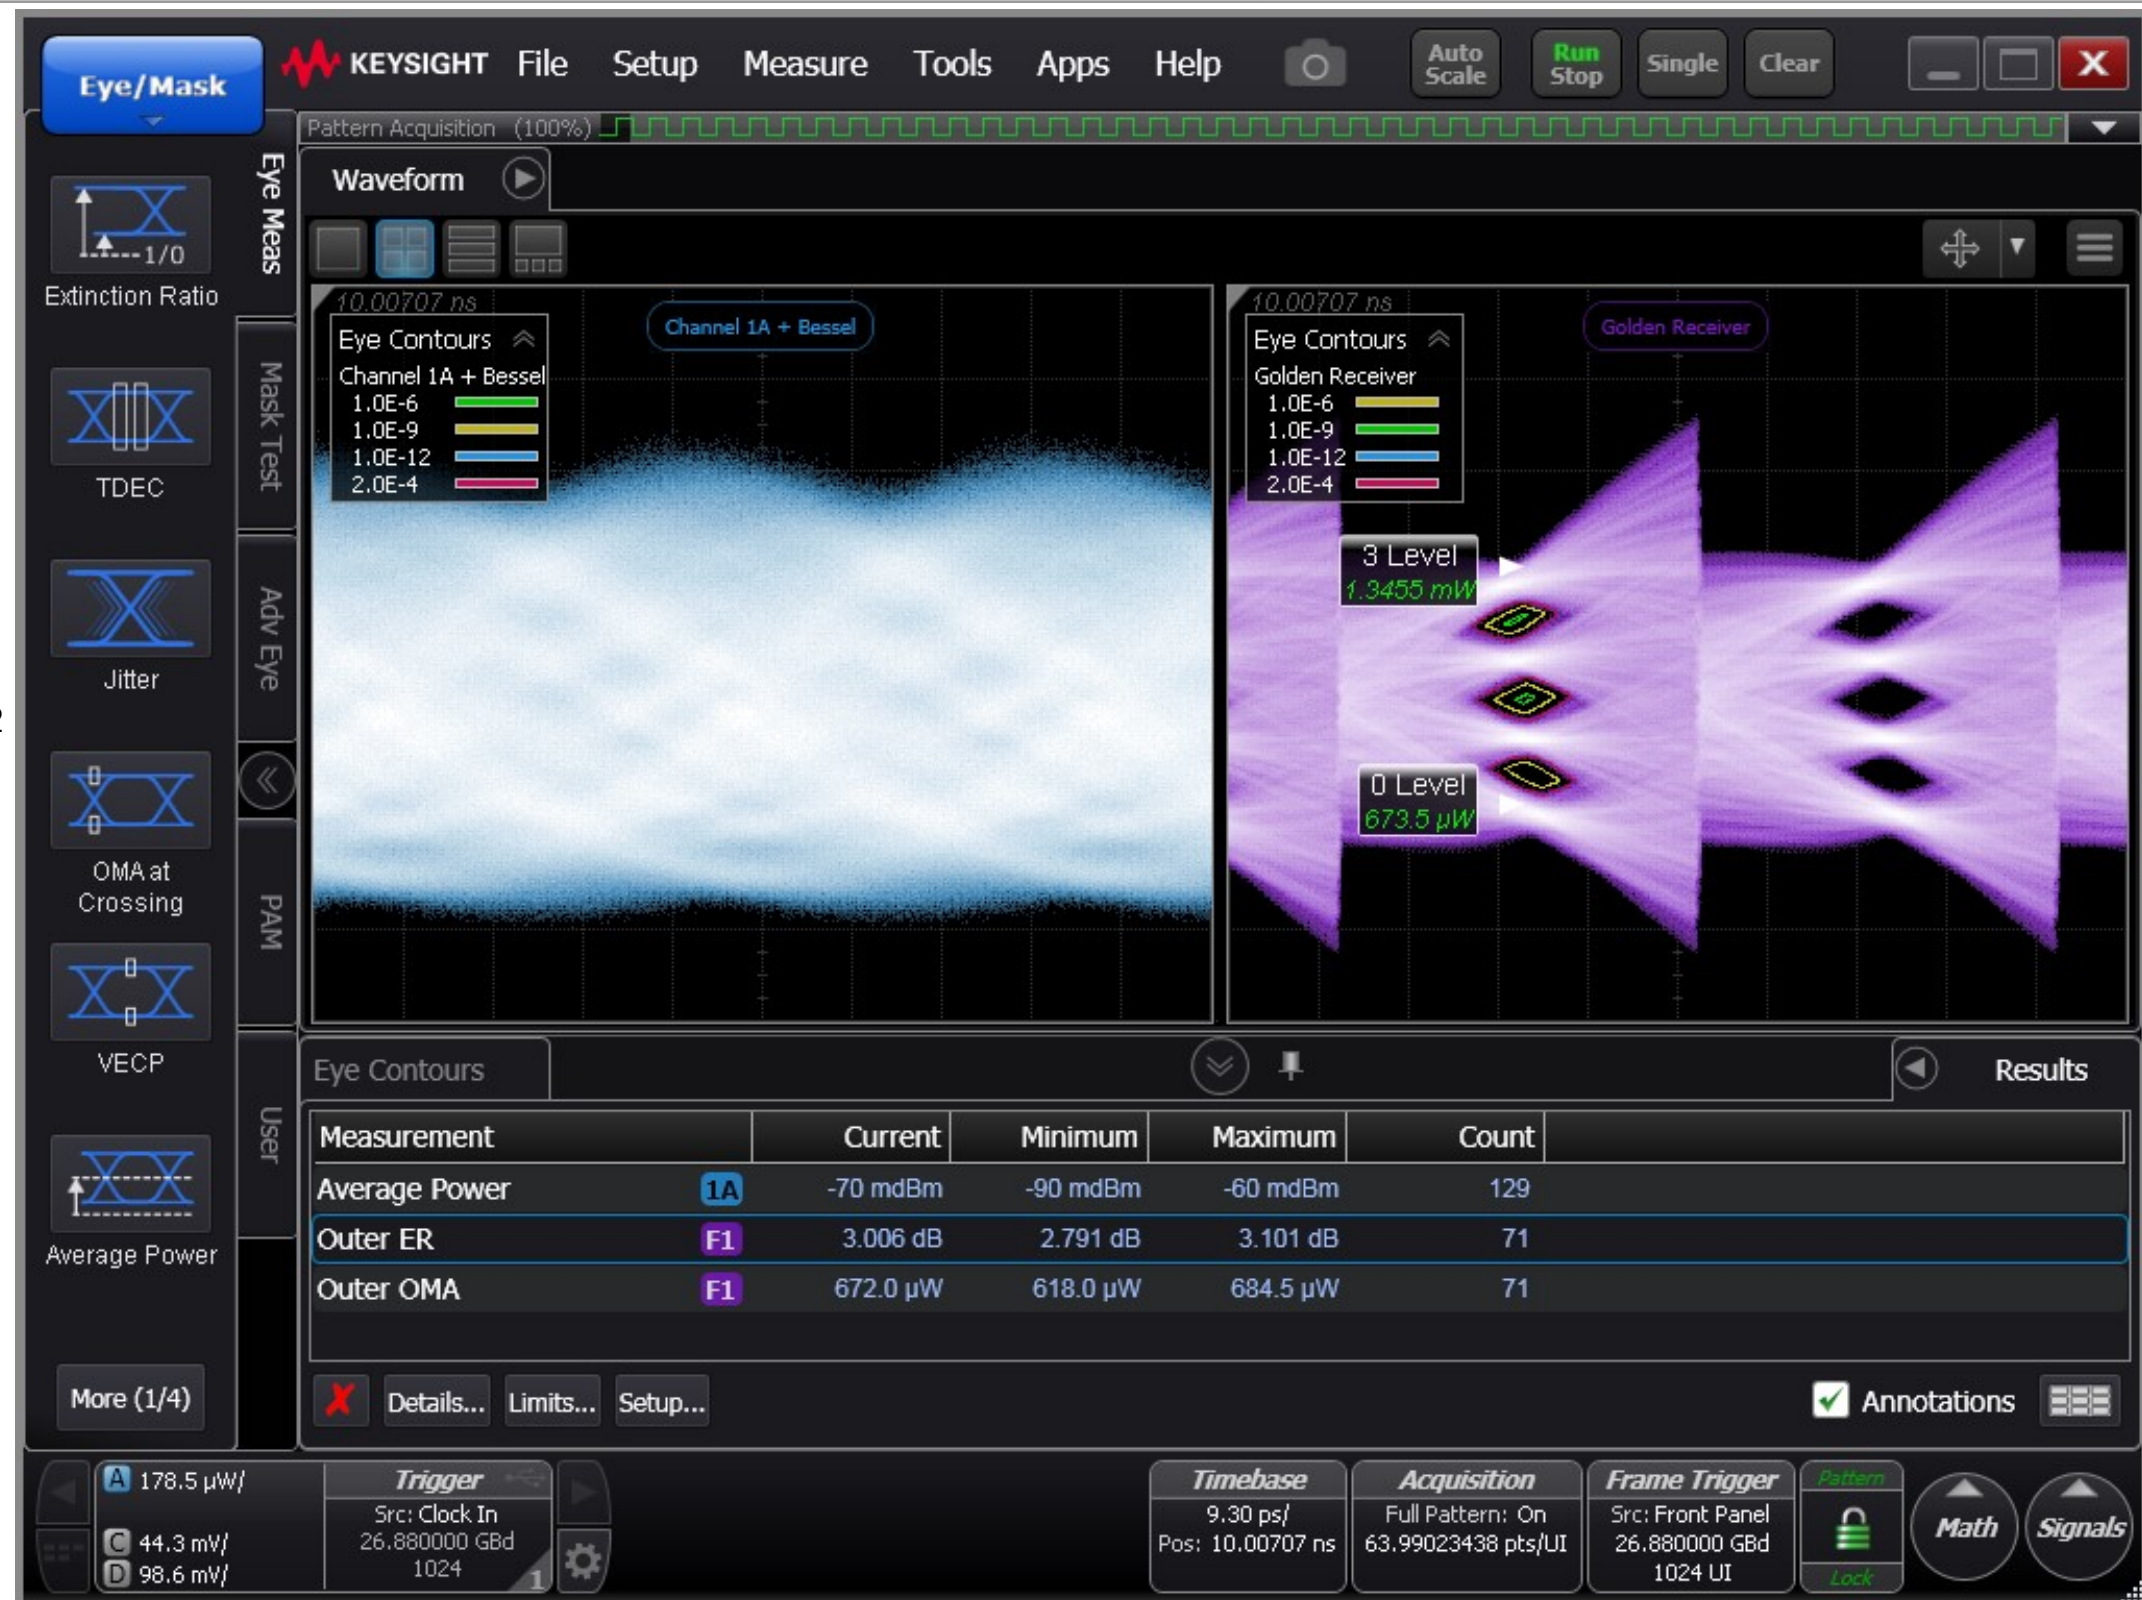 Eye/Mask
KEYSIGHT File Setup Measure Tools Apps Help
Auto Scale
Run Stop
Single
Clear
X
Pattern Acquisition (100%)
Waveform
Eye Meas
Mask Test
Adv Eye
PAM
User
1/0
Extinction Ratio
TDEC
Jitter
OMA at
Crossing
VECP
Average Power
More (1/4)
10.00707 ns
Eye Contours
Channel 1A + Bessel
1.0E-6
1.0E-9
1.0E-12
2.0E-4
Channel 1A + Bessel
10.00707 ns
Eye Contours
Golden Receiver
1.0E-6
1.0E-9
1.0E-12
2.0E-4
Golden Receiver
3 Level
1.3455 mW
0 Level
673.5 µW
2
Eye Contours
Results
Measurement Current Minimum Maximum Count
Average Power 1A -70 mdBm -90 mdBm -60 mdBm 129
Outer ER F1 3.006 dB 2.791 dB 3.101 dB 71
Outer OMA F1 672.0 µW 618.0 µW 684.5 µW 71
Details... Limits... Setup...
Annotations
A 178.5 µW/
C 44.3 mV/
D 98.6 mV/
Trigger
Src: Clock In
26.880000 GBd
1024
1
Timebase
9.30 ps/
Pos: 10.00707 ns
Acquisition
Full Pattern: On
63.99023438 pts/UI
Frame Trigger
Src: Front Panel
26.880000 GBd
1024 UI
Pattern
Lock
Math
Signals